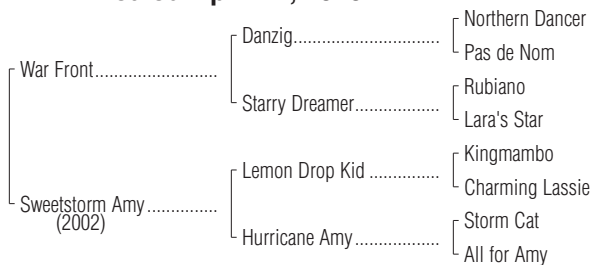 Northern Dancer
Danzig
Pas de Nom
War Front
Rubiano
Starry Dreamer
Lara's Star
Kingmambo
Lemon Drop Kid
Charming Lassie
Sweetstorm Amy
(2002)
Storm Cat
Hurricane Amy
All for Amy